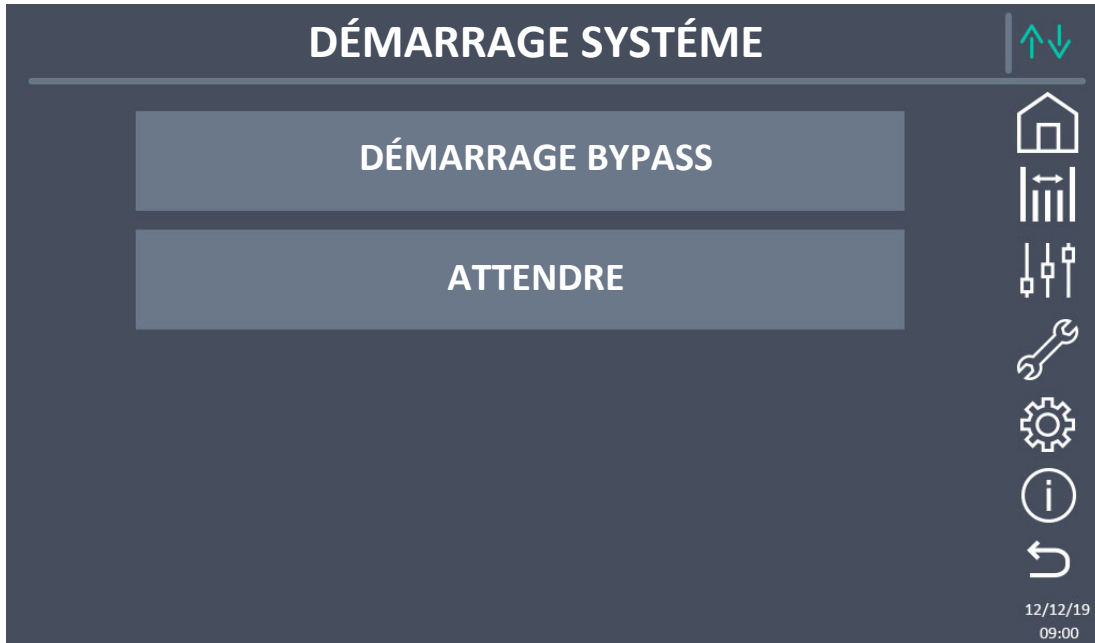 DÉMARRAGE SYSTÉME
DÉMARRAGE BYPASS
ATTENDRE
12/12/19
09:00